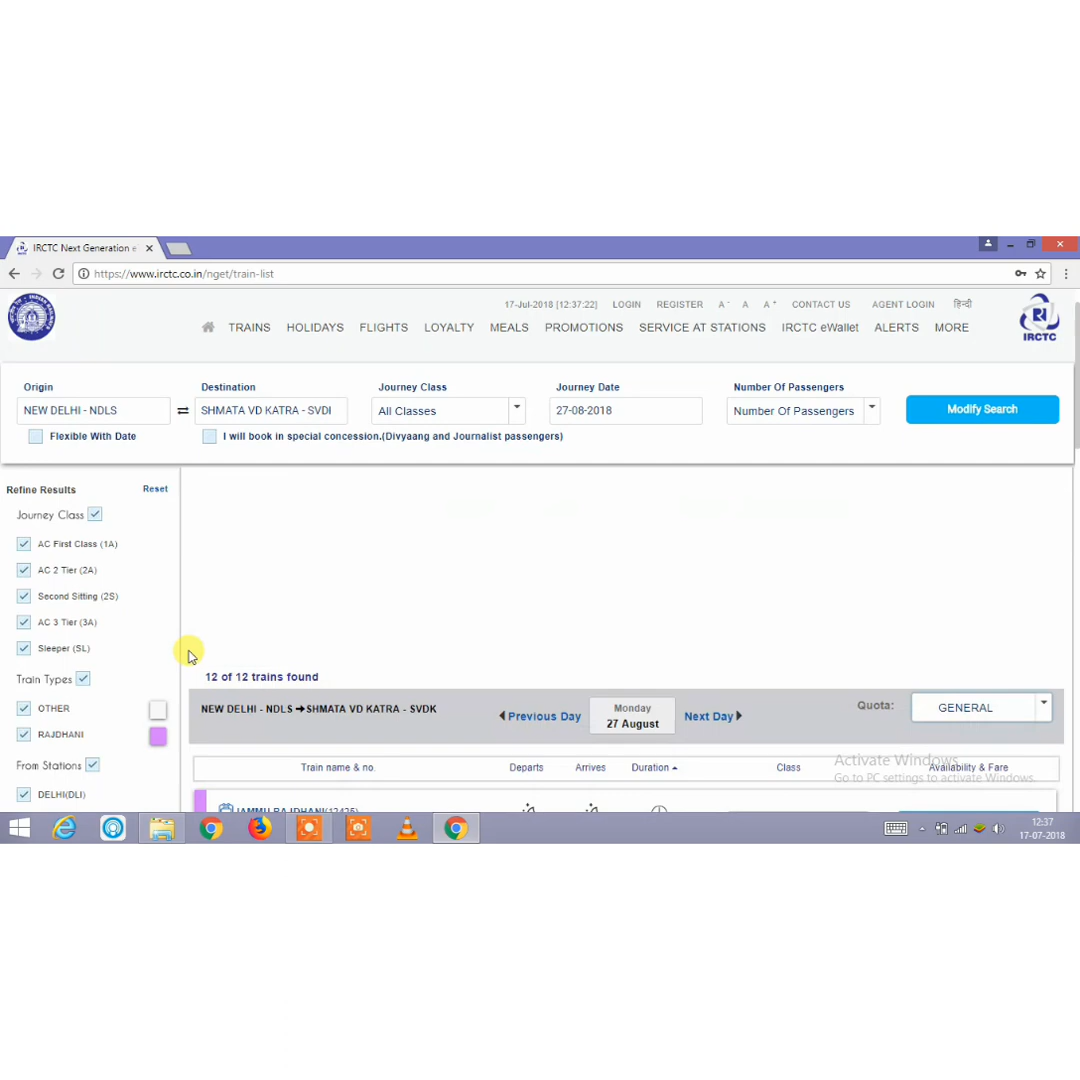 IRCTC Next Generation e
https://www.irctc.co.in/nget/train-list
17-Jul-2018 [12:37:22] LOGIN REGISTER A- A A+ CONTACT US AGENT LOGIN हिन्दी
TRAINS HOLIDAYS FLIGHTS LOYALTY MEALS PROMOTIONS SERVICE AT STATIONS IRCTC eWallet ALERTS MORE
IRCTC
Origin Destination Journey Class Journey Date Number Of Passengers
NEW DELHI - NDLS SHMATA VD KATRA - SVDI All Classes 27-08-2018 Number Of Passengers Modify Search
Flexible With Date I will book in special concession.(Divyaang and Journalist passengers)
Refine Results Reset
Journey Class
AC First Class (1A)
AC 2 Tier (2A)
Second Sitting (2S)
AC 3 Tier (3A)
Sleeper (SL)
Train Types
OTHER
RAJDHANI
From Stations
DELHI(DLI)
12 of 12 trains found
NEW DELHI - NDLS ➔SHMATA VD KATRA - SVDK Previous Day Monday 27 August Next Day Quota: GENERAL
Train name & no. Departs Arrives Duration Class Availability & Fare
Activate Windows
Go to PC settings to activate Windows.
JAMMU RAJDHANI(12425)
12:37
17-07-2018